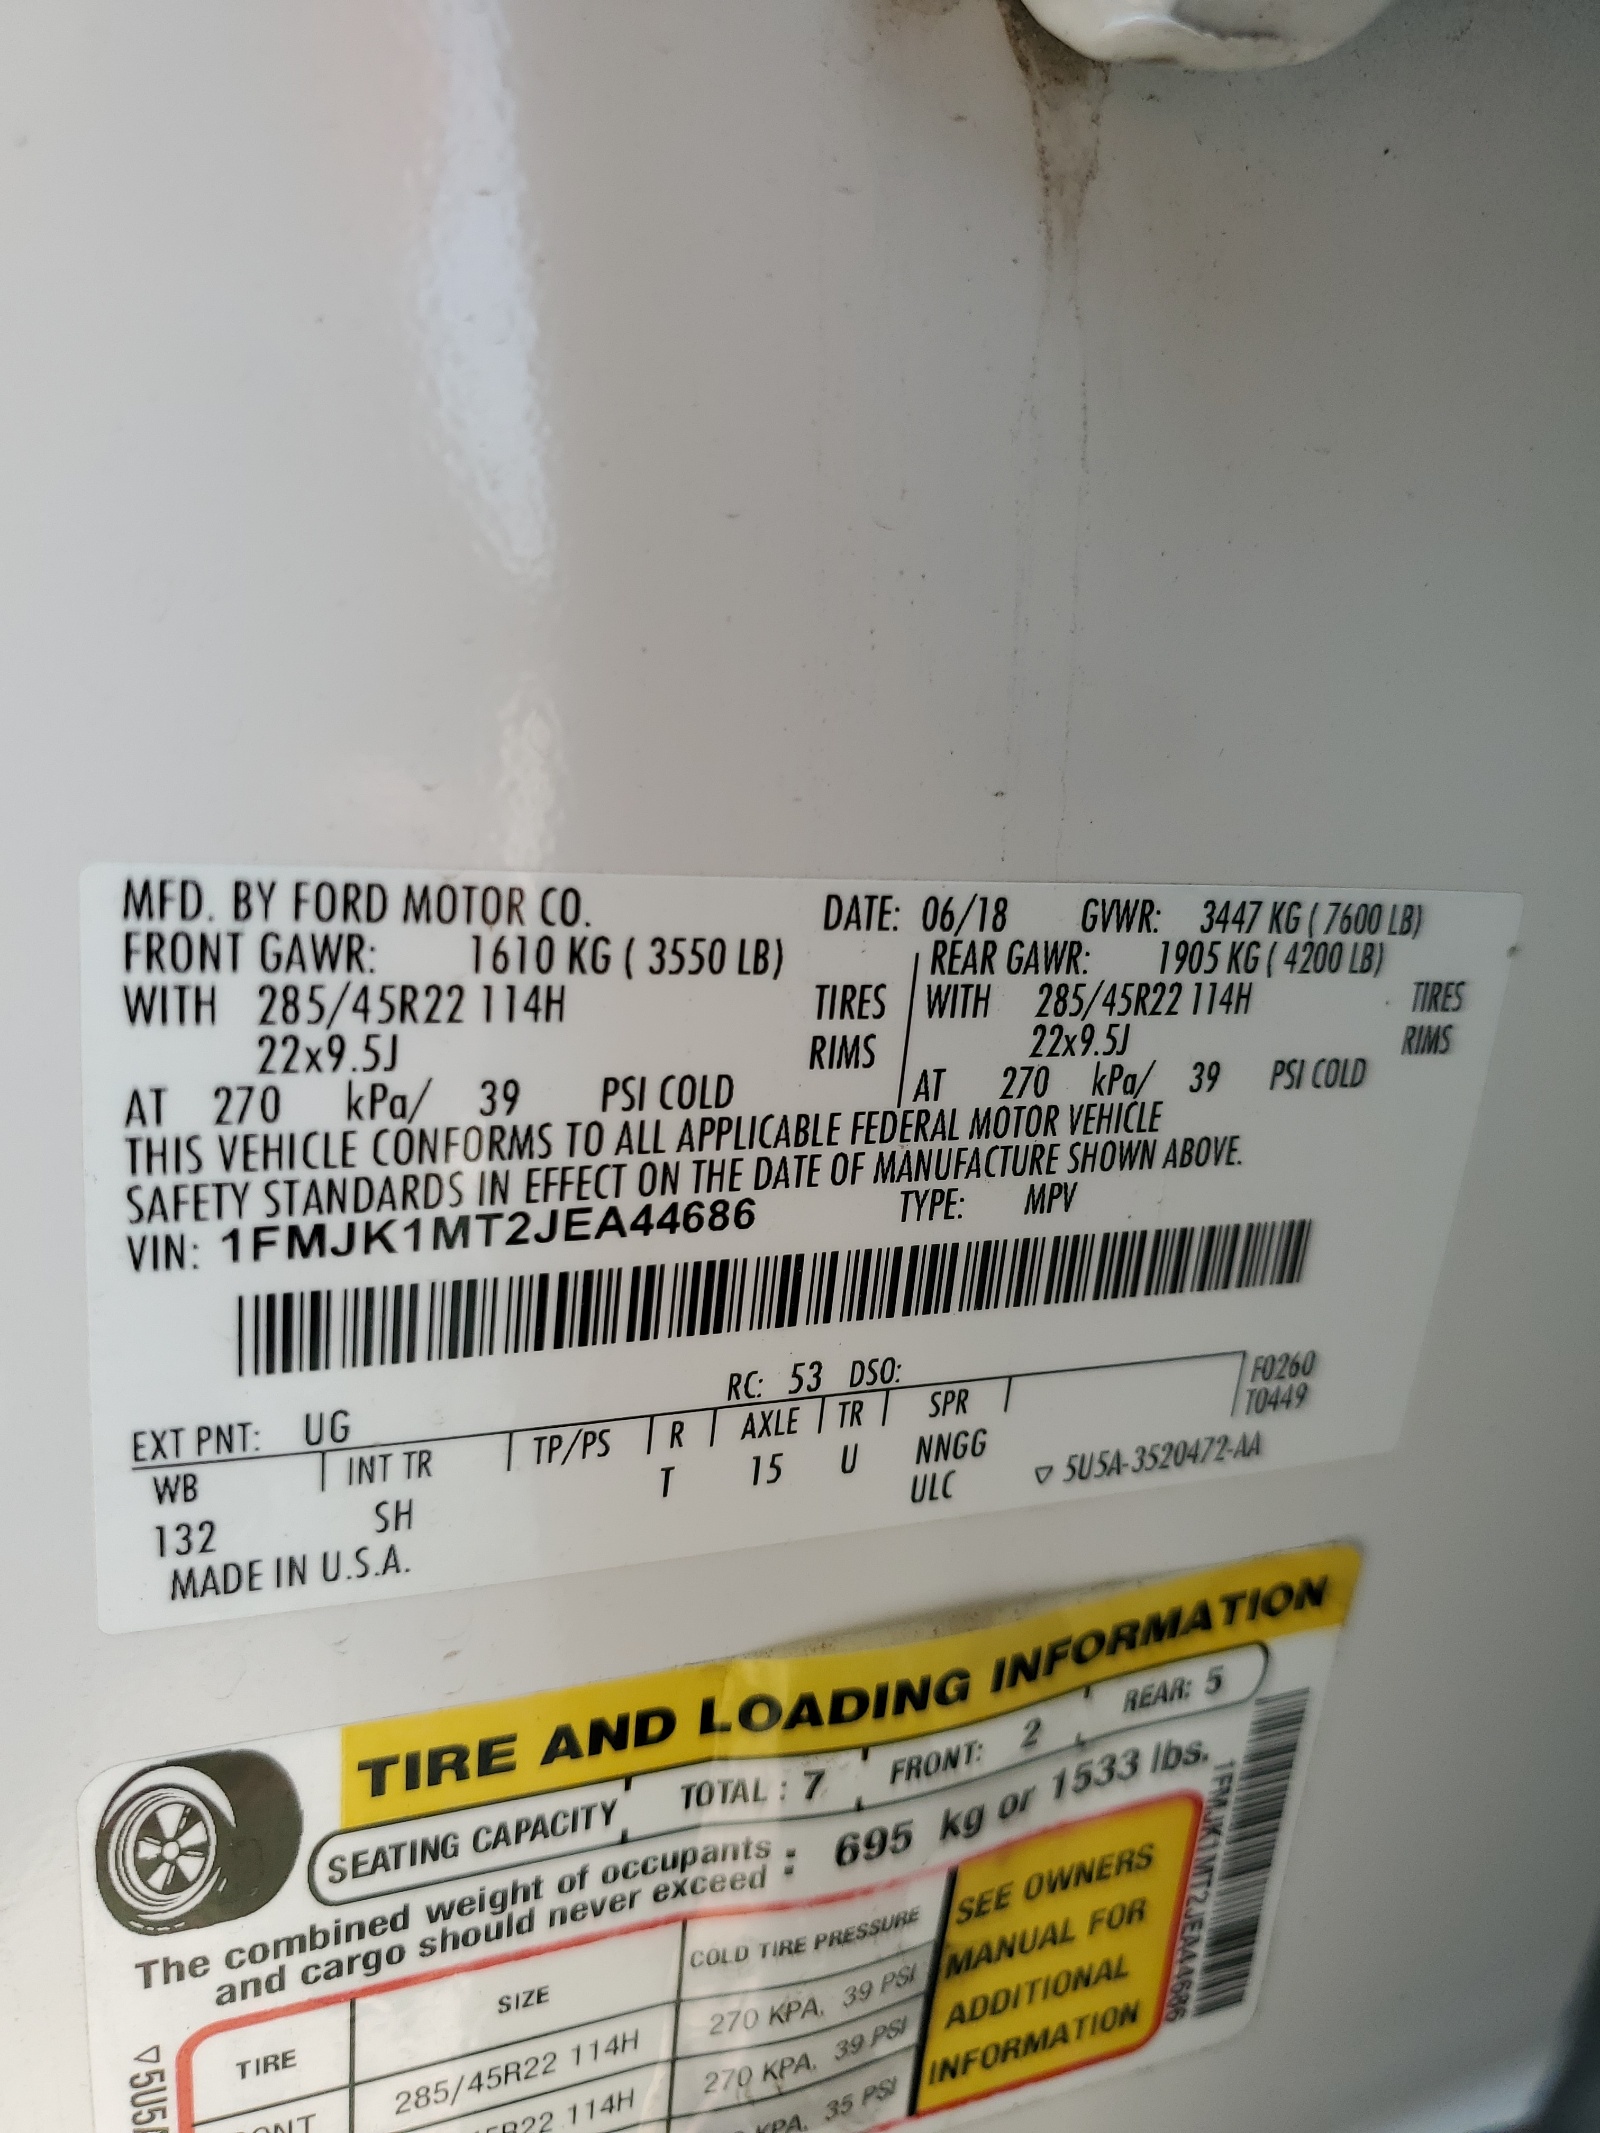 MFD. BY FORD MOTOR CO. DATE: 06/18 GVWR: 3447 KG ( 7600 LB)
FRONT GAWR: 1610 KG ( 3550 LB) REAR GAWR: 1905 KG ( 4200 LB)
WITH 285/45R22 114H TIRES WITH 285/45R22 114H TIRES
22x9.5J RIMS 22x9.5J RIMS
AT 270 kPa/ 39 PSI COLD AT 270 kPa/ 39 PSI COLD
THIS VEHICLE CONFORMS TO ALL APPLICABLE FEDERAL MOTOR VEHICLE
SAFETY STANDARDS IN EFFECT ON THE DATE OF MANUFACTURE SHOWN ABOVE.
VIN: 1FMJK1MT2JEA44686 TYPE: MPV
RC: 53 DSO:
F0260
T0449
EXT PNT: UG
WB INT TR TP/PS R AXLE TR SPR
132 SH T 15 U NNGG
ULC
▽ 5U5A-3520472-AA
MADE IN U.S.A.
TIRE AND LOADING INFORMATION
SEATING CAPACITY TOTAL : 7 FRONT: 2 REAR: 5
The combined weight of occupants
and cargo should never exceed : 695 kg or 1533 lbs.
TIRE SIZE COLD TIRE PRESSURE
285/45R22 114H 270 KPA, 39 PSI
R22 114H 270 KPA, 39 PSI
KPA, 35 PSI
SEE OWNERS
MANUAL FOR
ADDITIONAL
INFORMATION
1FMJK1MT2JEA44686